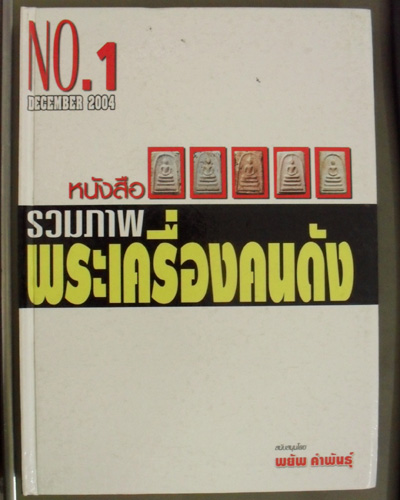 NO.1
DECEMBER 2004
หนังสือ
รวมภาพ
พระเครื่องคนดัง
สนับสนุนโดย
พนัพ คำพันธุ์